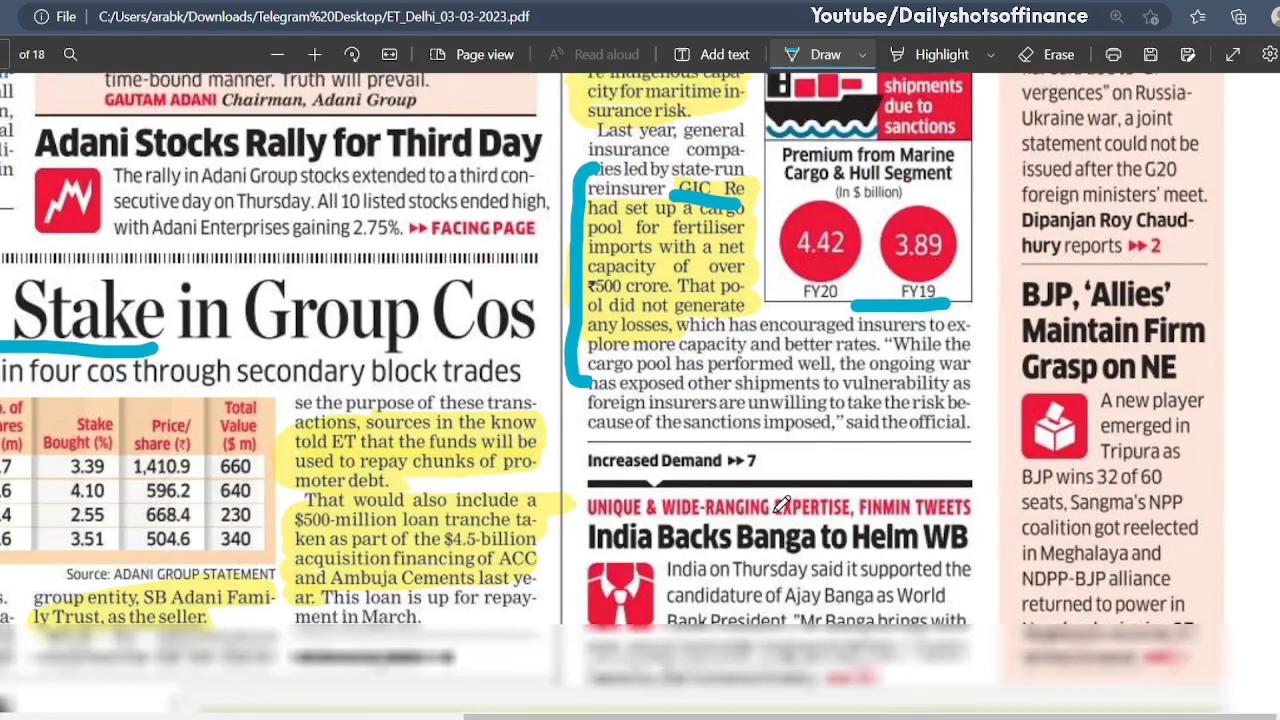 File
C:/Users/arabk/Downloads/Telegram%20Desktop/ET_Delhi_03-03-2023.pdf
Youtube/Dailyshotsoffinance
of 18
Page view
Read aloud
Add text
Draw
Highlight
Erase
time-bound manner. Truth will prevail.
GAUTAM ADANI Chairman, Adani Group
Adani Stocks Rally for Third Day
The rally in Adani Group stocks extended to a third con-
secutive day on Thursday. All 10 listed stocks ended high,
with Adani Enterprises gaining 2.75%. FACING PAGE
Stake in Group Cos
in four cos through secondary block trades
Stake
Bought (%)
Price/
share (₹)
Total
Value
($ m)
3.39 1,410.9 660
4.10 596.2 640
2.55 668.4 230
3.51 504.6 340
Source: ADANI GROUP STATEMENT
group entity, SB Adani Fami-
ly Trust, as the seller.
se the purpose of these trans-
actions, sources in the know
told ET that the funds will be
used to repay chunks of pro-
moter debt.
That would also include a
$500-million loan tranche ta-
ken as part of the $4.5-billion
acquisition financing of ACC
and Ambuja Cements last ye-
ar. This loan is up for repay-
ment in March.
re indigenous capa-
city for maritime in-
surance risk.
Last year, general
insurance compa-
nies led by state-run
reinsurer GIC Re
had set up a cargo
pool for fertiliser
imports with a net
capacity of over
₹500 crore. That po-
ol did not generate
any losses, which has encouraged insurers to ex-
plore more capacity and better rates. “While the
cargo pool has performed well, the ongoing war
has exposed other shipments to vulnerability as
foreign insurers are unwilling to take the risk be-
cause of the sanctions imposed,” said the official.
Increased Demand 7
shipments
due to
sanctions
Premium from Marine
Cargo & Hull Segment
(In $ billion)
4.42 3.89
FY20 FY19
UNIQUE & WIDE-RANGING EXPERTISE, FINMIN TWEETS
India Backs Banga to Helm WB
India on Thursday said it supported the
candidature of Ajay Banga as World
Bank President. "Mr Banga brings with
vergences” on Russia-
Ukraine war, a joint
statement could not be
issued after the G20
foreign ministers’ meet.
Dipanjan Roy Chaud-
hury reports 2
BJP, ‘Allies’
Maintain Firm
Grasp on NE
A new player
emerged in
Tripura as
BJP wins 32 of 60
seats, Sangma’s NPP
coalition got reelected
in Meghalaya and
NDPP-BJP alliance
returned to power in